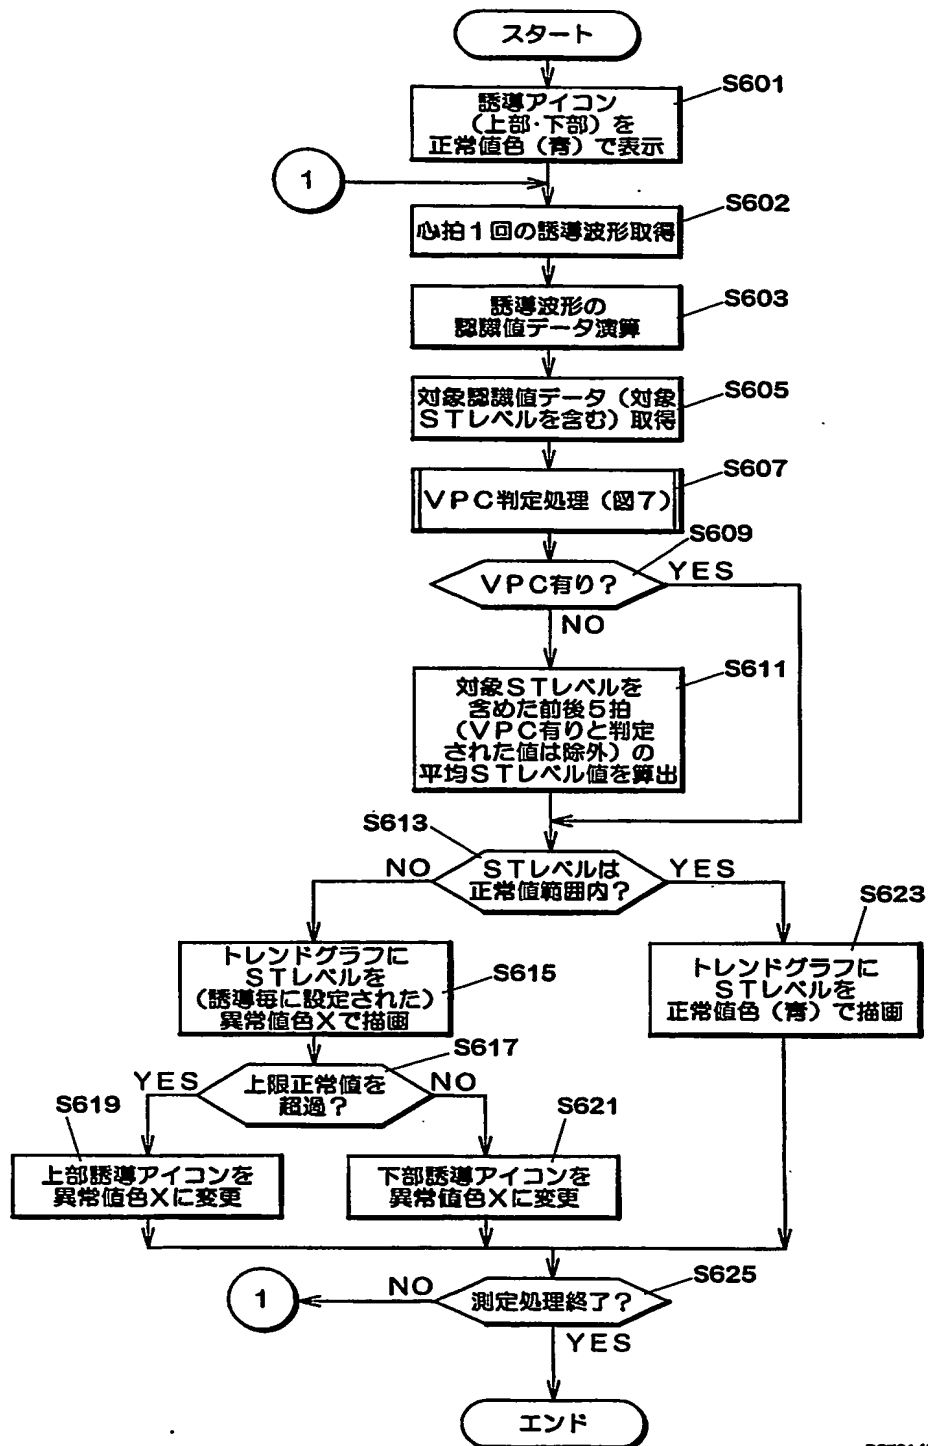 スタート
S601
誘導アイコン
(上部・下部)を
正常値色(青)で表示
1
S602
心拍1回の誘導波形取得
S603
誘導波形の
認識値データ演算
S605
対象認識値データ(対象
STレベルを含む)取得
S607
VPC判定処理(図7)
S609
VPC有り?
YES
NO
S611
対象STレベルを
含めた前後5拍
(VPC有りと判定
された値は除外)の
平均STレベル値を算出
S613
NO
STレベルは
正常値範囲内?
YES
S623
トレンドグラフに
STレベルを
(誘導毎に設定された)
異常値色Xで描画
S615
トレンドグラフに
STレベルを
正常値色(青)で描画
S617
YES
上限正常値を
超過?
NO
S619
S621
上部誘導アイコンを
異常値色Xに変更
下部誘導アイコンを
異常値色Xに変更
S625
1
NO
測定処理終了?
YES
エンド